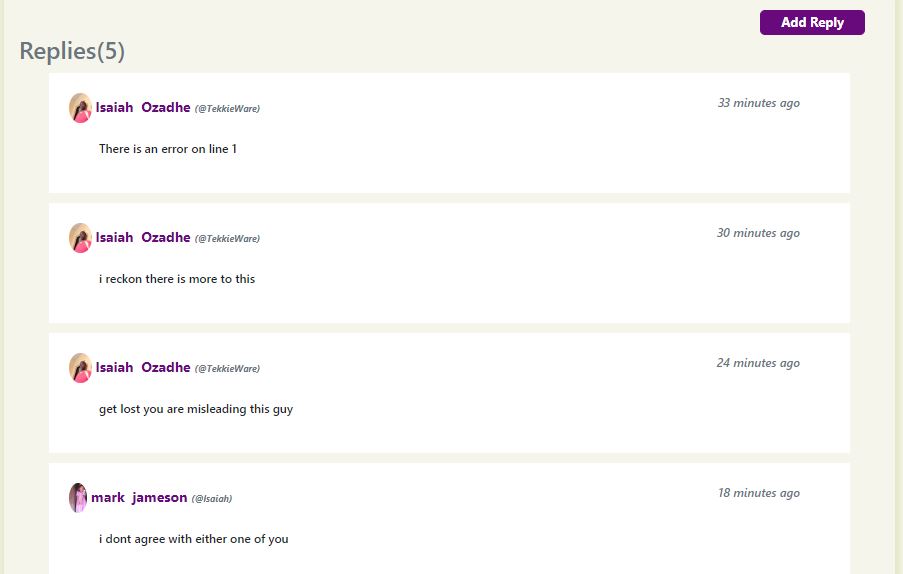 Add Reply
Replies(5)
Isaiah Ozadhe (@TekkieWare)
33 minutes ago
There is an error on line 1
Isaiah Ozadhe (@TekkieWare)
30 minutes ago
i reckon there is more to this
Isaiah Ozadhe (@TekkieWare)
24 minutes ago
get lost you are misleading this guy
mark jameson (@Isaiah)
18 minutes ago
i dont agree with either one of you